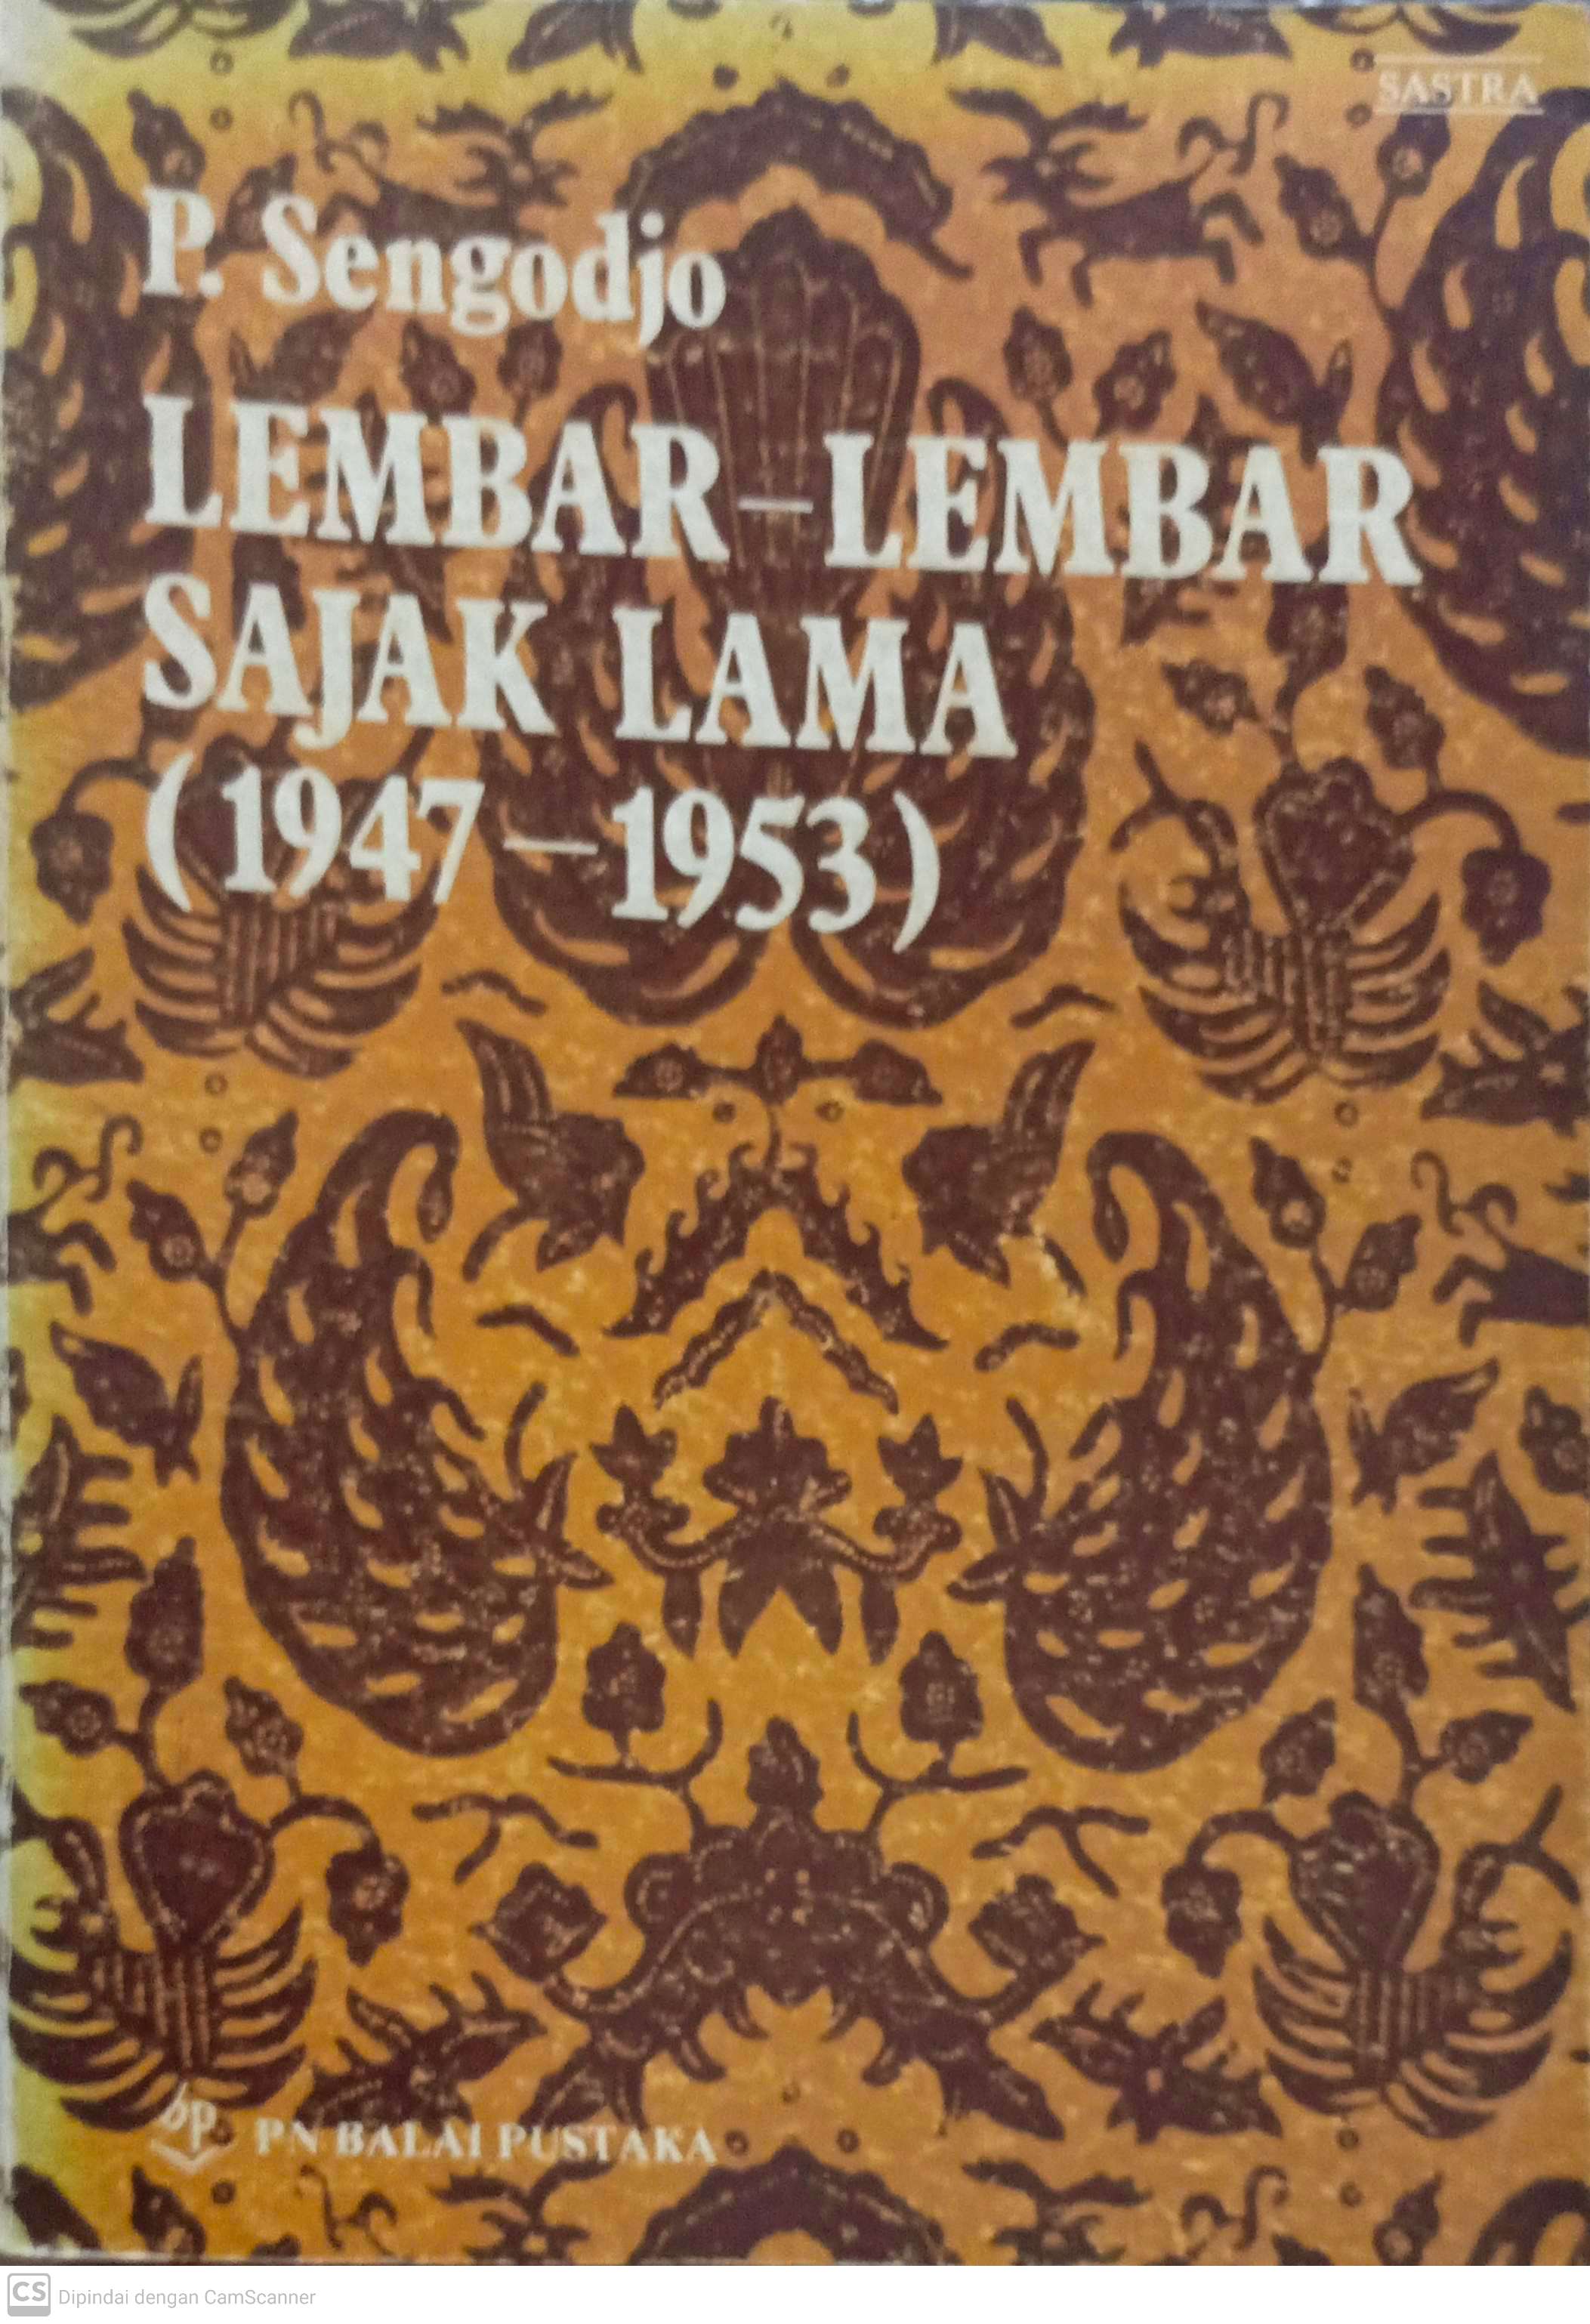 SASTRA
P. Sengodjo
LEMBAR–LEMBAR
SAJAK LAMA
(1947 – 1953)
bp PN BALAI PUSTAKA
CS Dipindai dengan CamScanner